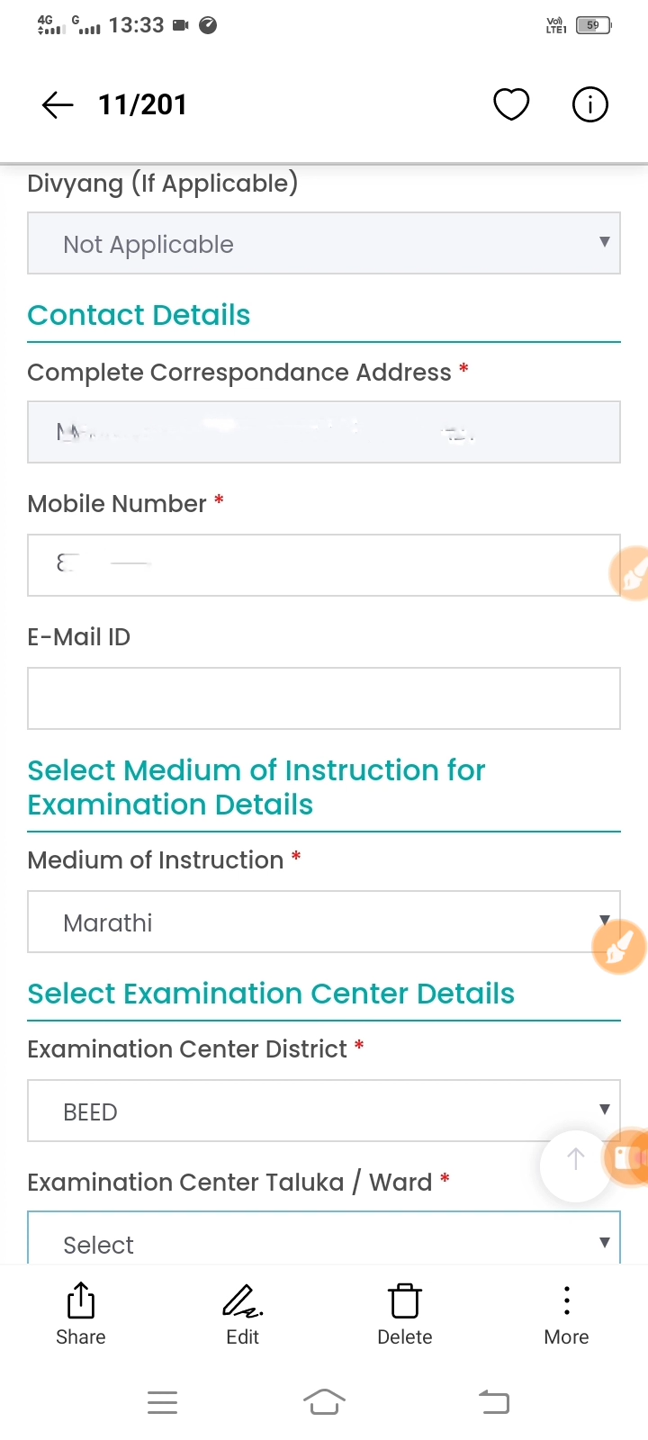 4G G 13:33 Vo) LTE1 59
11/201
Divyang (If Applicable)
Not Applicable
Contact Details
Complete Correspondance Address *
Mobile Number *
E-Mail ID
Select Medium of Instruction for
Examination Details
Medium of Instruction *
Marathi
Select Examination Center Details
Examination Center District *
BEED
Examination Center Taluka / Ward *
Select
Share Edit Delete More